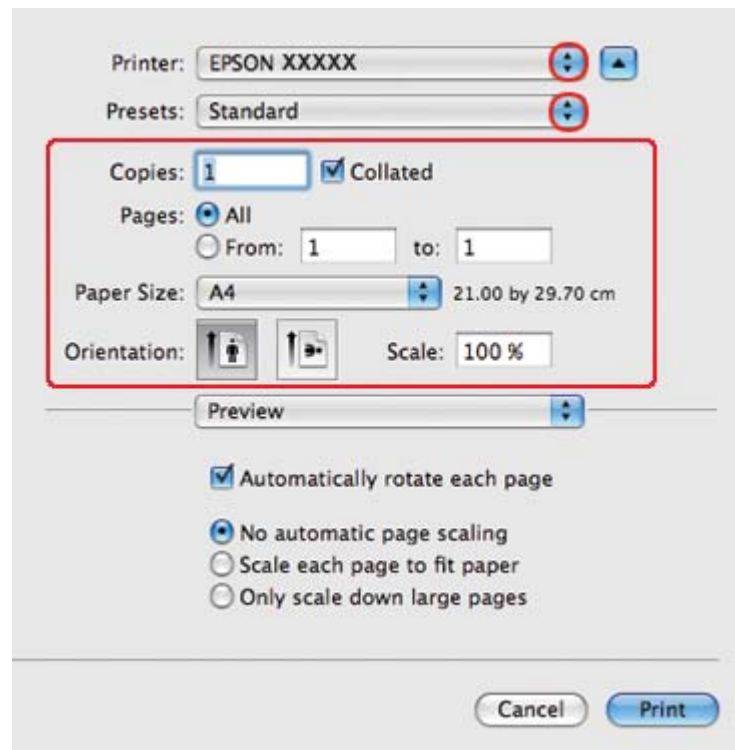 Printer: EPSON XXXXX
Presets: Standard
Copies: 1 Collated
Pages: All
From: 1 to: 1
Paper Size: A4 21.00 by 29.70 cm
Orientation: Scale: 100 %
Preview
Automatically rotate each page
No automatic page scaling
Scale each page to fit paper
Only scale down large pages
Cancel Print